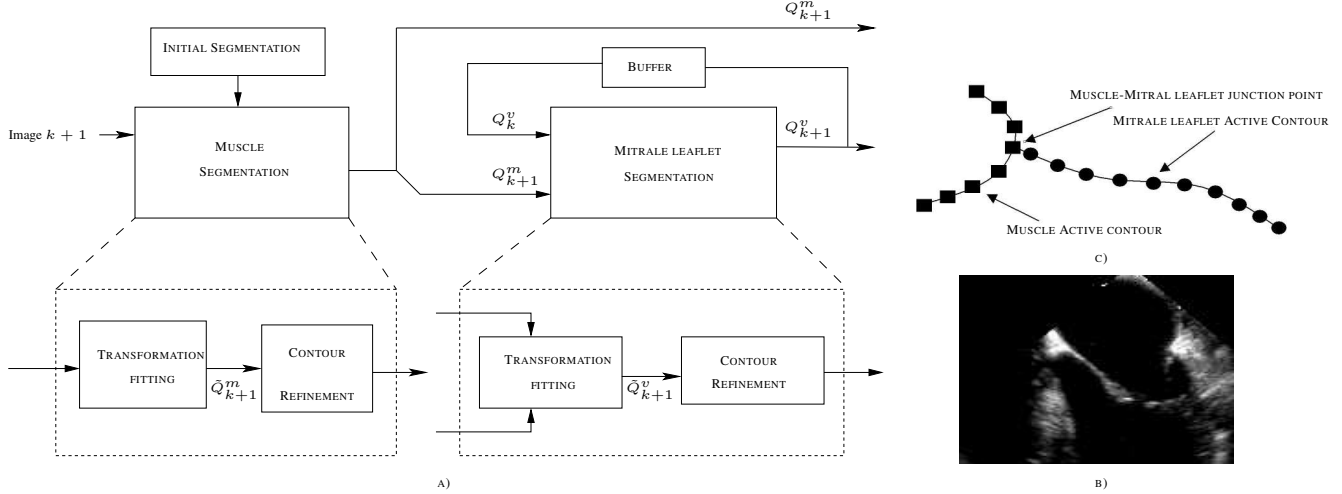 Q^m_{k+1}
INITIAL SEGMENTATION
BUFFER
Image k + 1
MUSCLE
SEGMENTATION
Q^v_k
Q^m_{k+1}
MITRALE LEAFLET
SEGMENTATION
Q^v_{k+1}
TRANSFORMATION
FITTING
Q̃^m_{k+1}
CONTOUR
REFINEMENT
TRANSFORMATION
FITTING
Q̃^v_{k+1}
CONTOUR
REFINEMENT
A)
MUSCLE-MITRAL LEAFLET JUNCTION POINT
MITRALE LEAFLET ACTIVE CONTOUR
MUSCLE ACTIVE CONTOUR
C)
B)